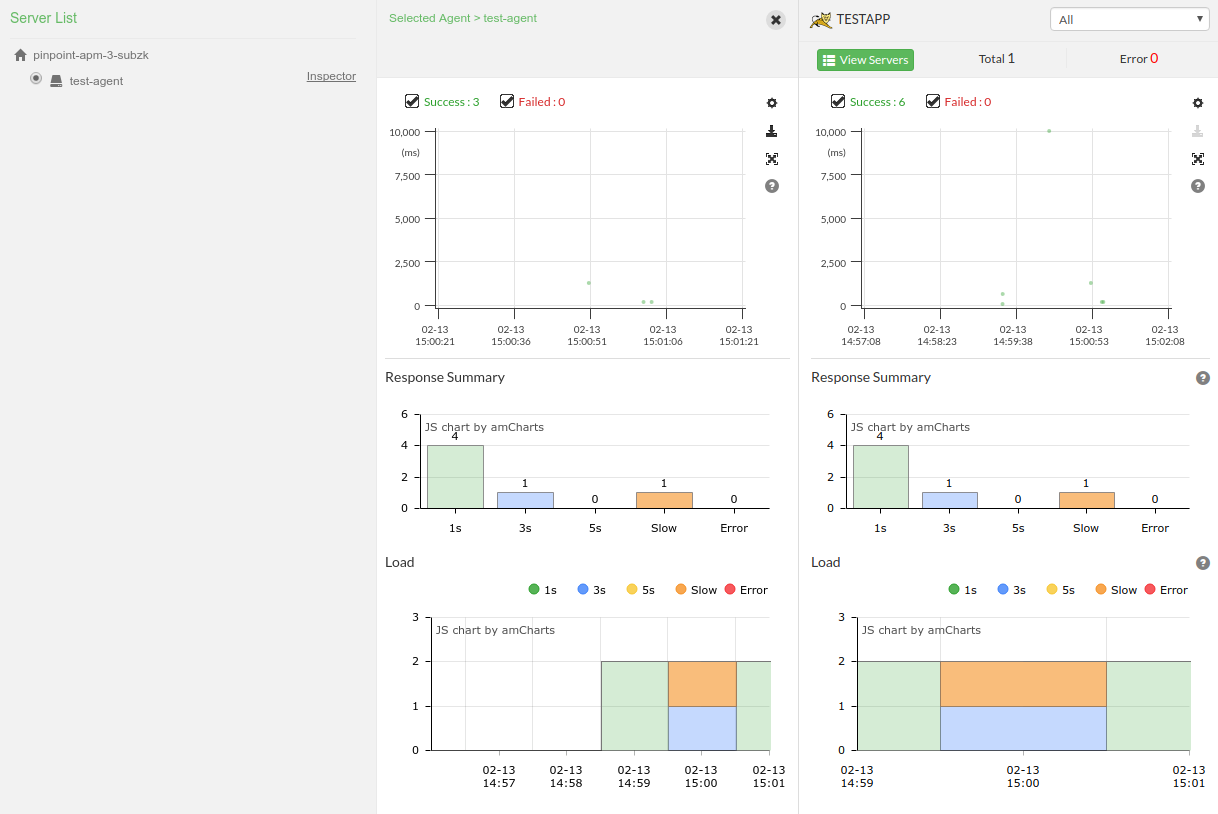 Server List
pinpoint-apm-3-subzk
test-agent
Inspector
Selected Agent > test-agent
Success : 3
Failed : 0
10,000
(ms)
7,500
5,000
2,500
0
02-13 02-13 02-13 02-13 02-13
15:00:21 15:00:36 15:00:51 15:01:06 15:01:21
Response Summary
6
JS chart by amCharts
4
4
2
1
0
1
0
0
1s 3s 5s Slow Error
Load
1s 3s 5s Slow Error
3
JS chart by amCharts
2
1
0
02-13 02-13 02-13 02-13 02-13
14:57 14:58 14:59 15:00 15:01
TESTAPP
All
View Servers
Total 1
Error 0
Success : 6
Failed : 0
10,000
(ms)
7,500
5,000
2,500
0
02-13 02-13 02-13 02-13 02-13
14:57:08 14:58:23 14:59:38 15:00:53 15:02:08
Response Summary
6
JS chart by amCharts
4
4
2
1
0
1
0
0
1s 3s 5s Slow Error
Load
1s 3s 5s Slow Error
3
JS chart by amCharts
2
1
0
02-13 02-13 02-13
14:59 15:00 15:01